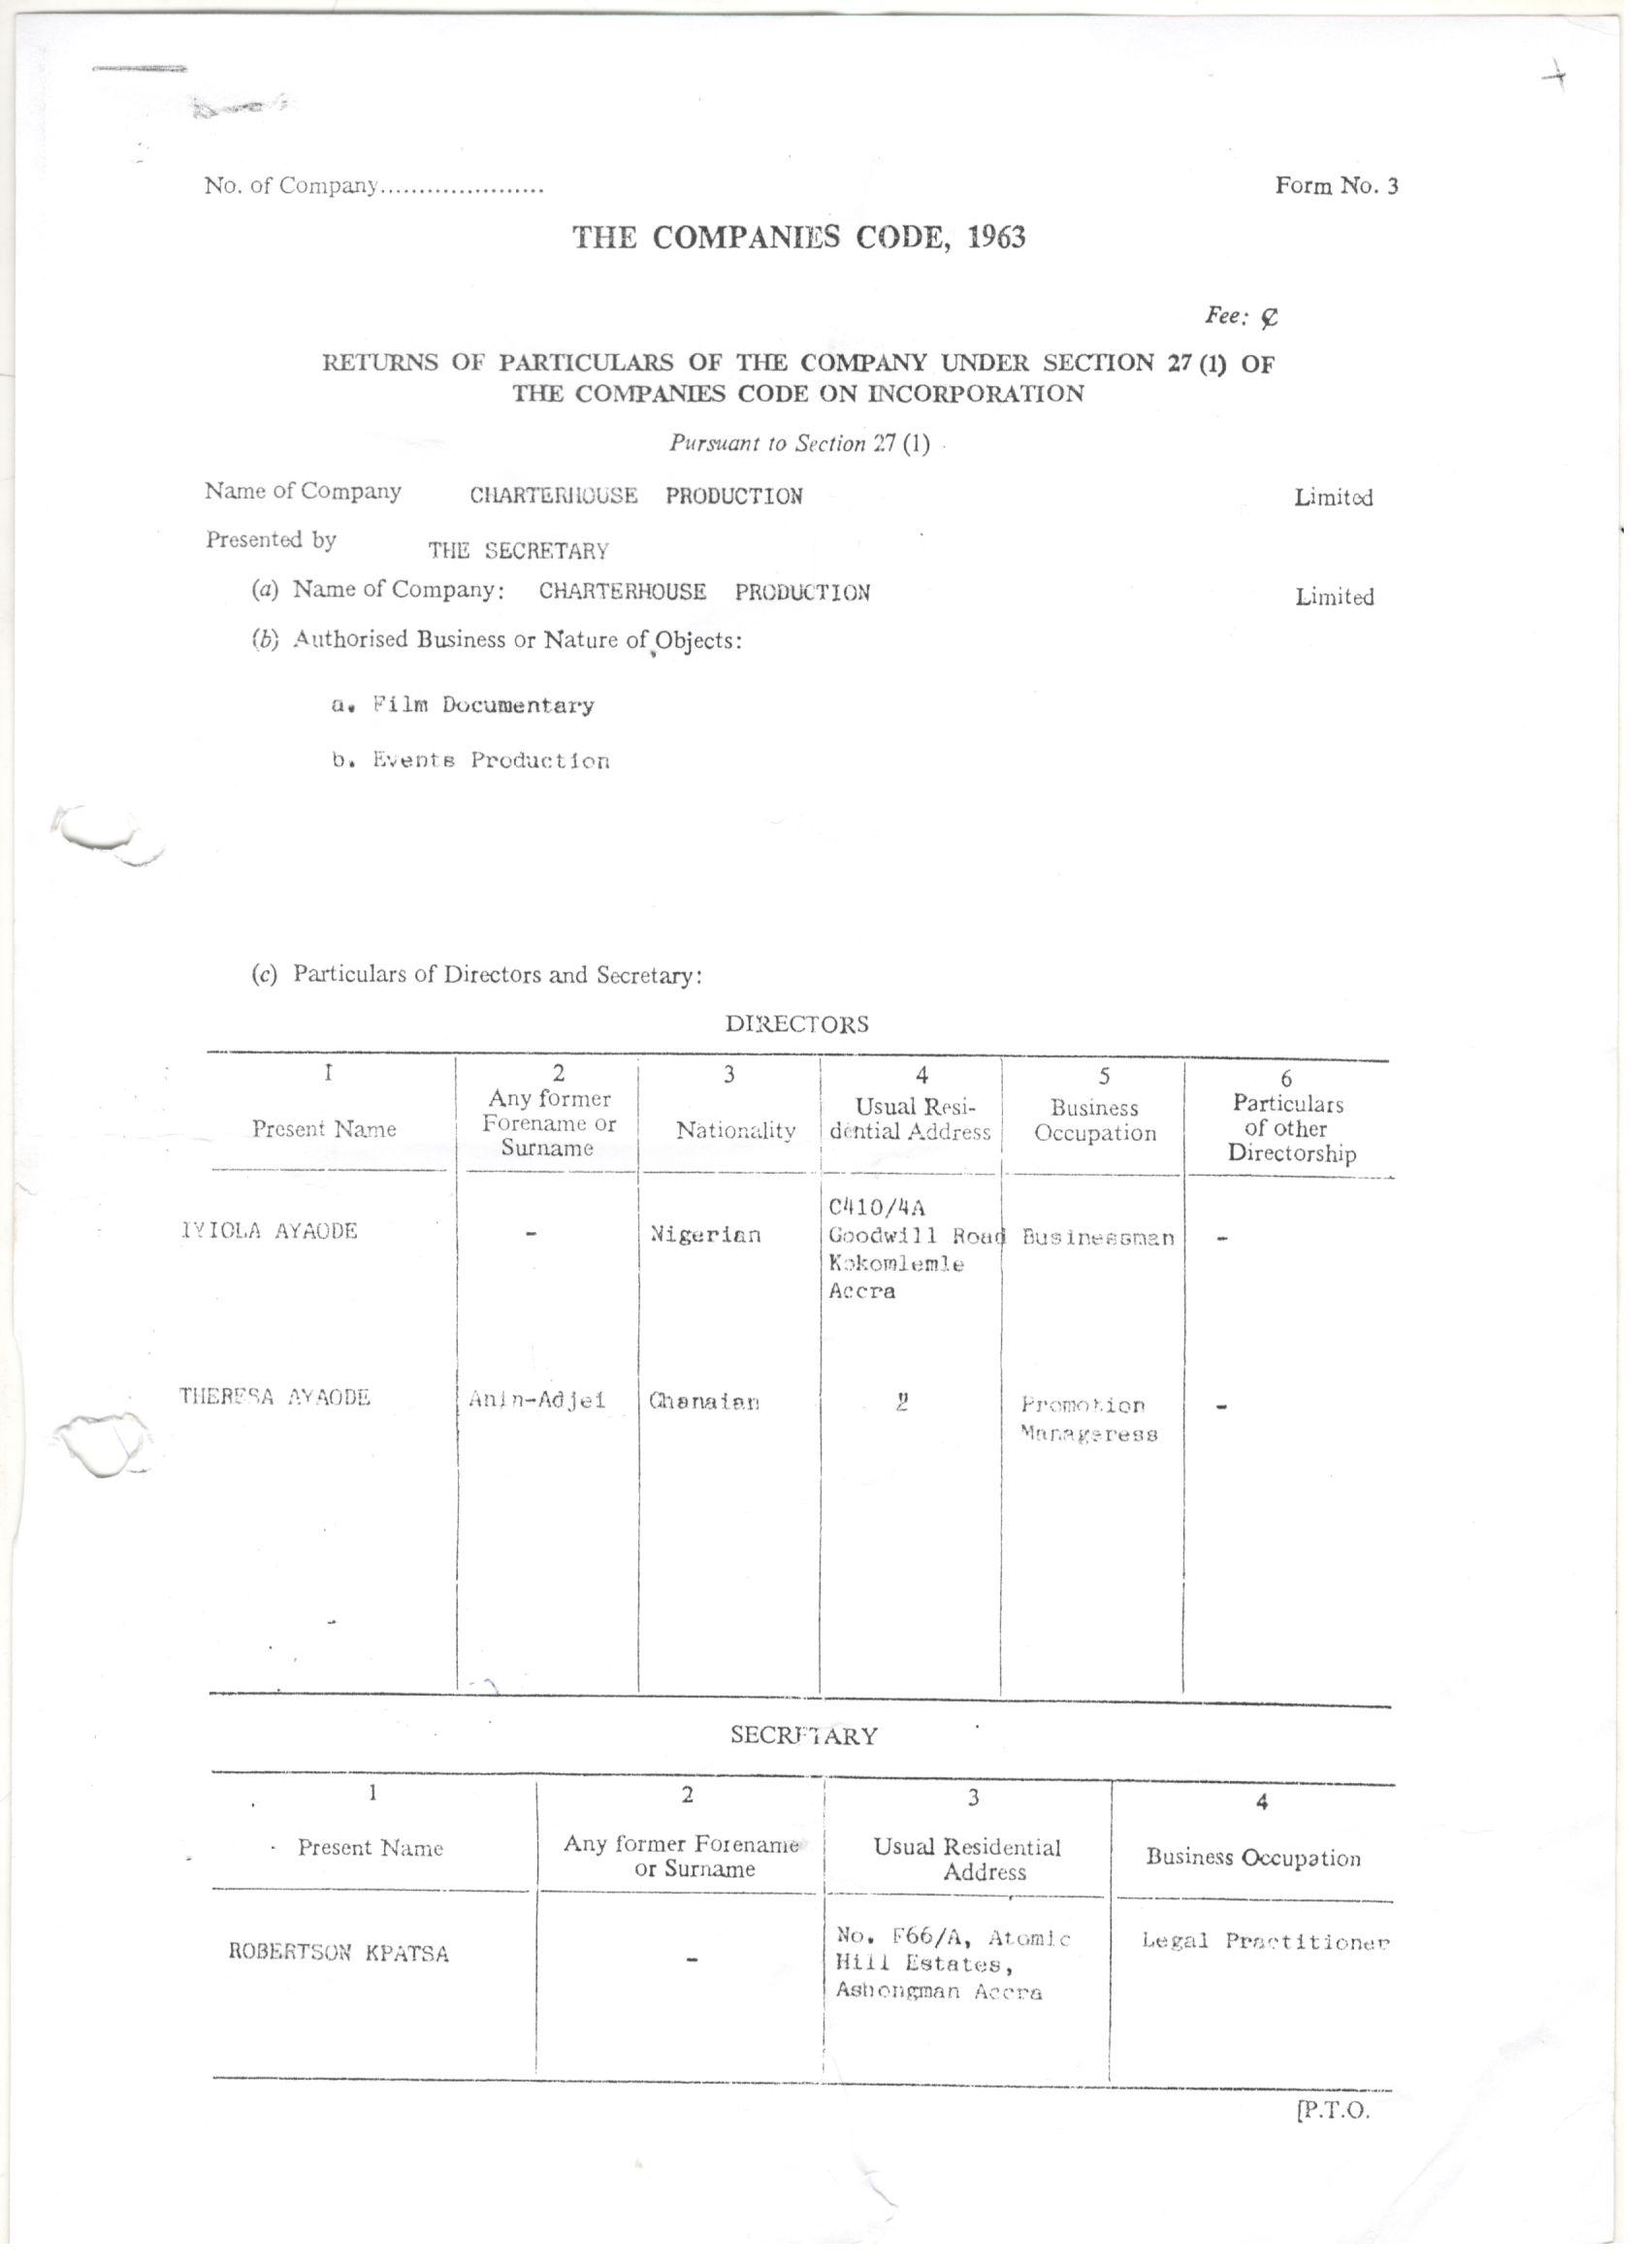 No. of Company.....................
Form No. 3
THE COMPANIES CODE, 1963
Fee: ₵
RETURNS OF PARTICULARS OF THE COMPANY UNDER SECTION 27 (1) OF
THE COMPANIES CODE ON INCORPORATION
Pursuant to Section 27 (1)
Name of Company CHARTERHOUSE PRODUCTION Limited
Presented by THE SECRETARY
(a) Name of Company: CHARTERHOUSE PRODUCTION Limited
(b) Authorised Business or Nature of Objects:
a. Film Documentary
b. Events Production
(c) Particulars of Directors and Secretary:
DIRECTORS
1
Present Name
2
Any former
Forename or
Surname
3
Nationality
4
Usual Resi-
dential Address
5
Business
Occupation
6
Particulars
of other
Directorship
IYIOLA AYAODE
-
Nigerian
C410/4A
Goodwill Road
Kokomlemle
Accra
Businessman
-
THERESA AYAODE
Anin-Adjei
Ghanaian
"
Promotion
Manageress
-
SECRETARY
1
Present Name
2
Any former Forename
or Surname
3
Usual Residential
Address
4
Business Occupation
ROBERTSON KPATSA
-
No. F66/A, Atomic
Hill Estates,
Ashongman Accra
Legal Practitioner
[P.T.O.